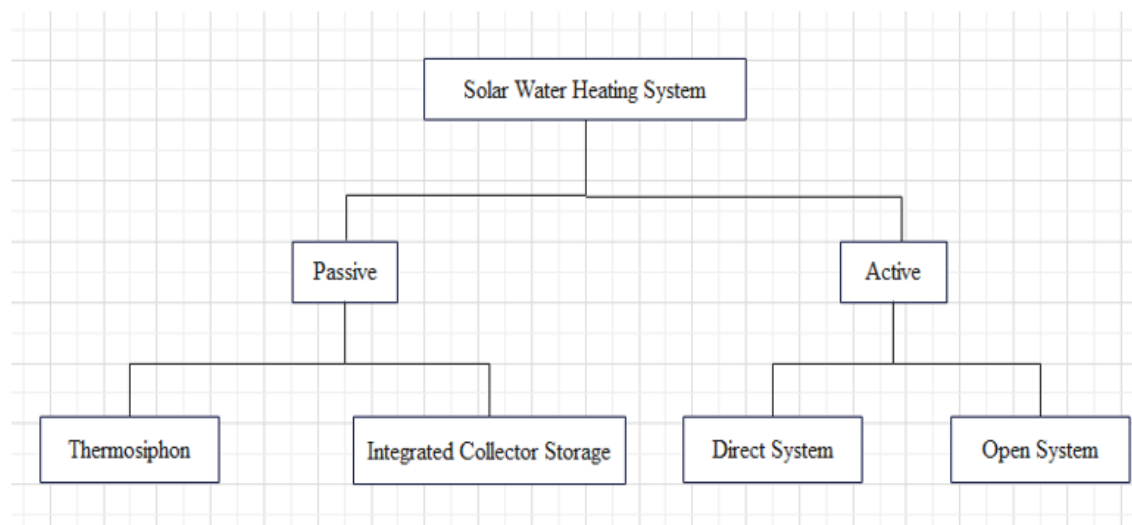 Solar Water Heating System
Passive
Active
Thermosiphon
Integrated Collector Storage
Direct System
Open System